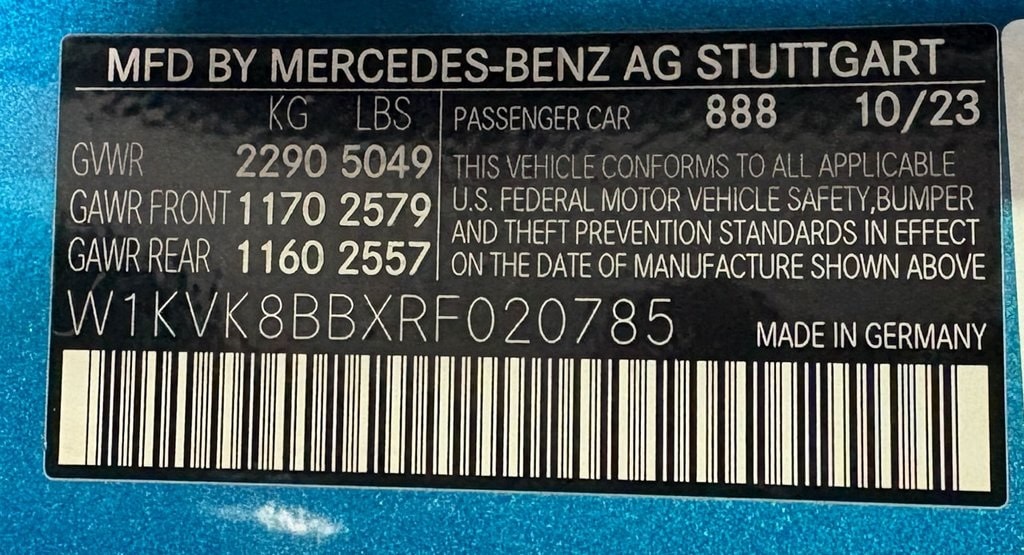 MFD BY MERCEDES-BENZ AG STUTTGART
KG LBS
GVWR 2290 5049
GAWR FRONT 1170 2579
GAWR REAR 1160 2557
PASSENGER CAR 888 10/23
THIS VEHICLE CONFORMS TO ALL APPLICABLE
U.S. FEDERAL MOTOR VEHICLE SAFETY,BUMPER
AND THEFT PREVENTION STANDARDS IN EFFECT
ON THE DATE OF MANUFACTURE SHOWN ABOVE
W1KVK8BBXRF020785
MADE IN GERMANY